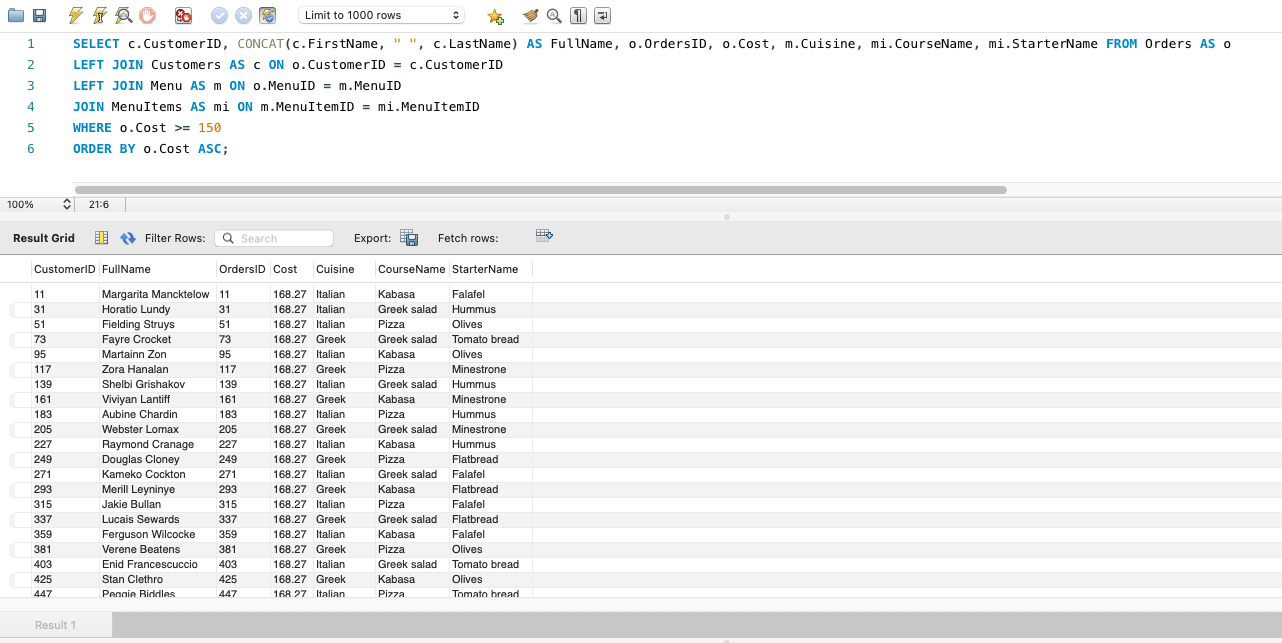 Limit to 1000 rows
1 SELECT c.CustomerID, CONCAT(c.FirstName, " ", c.LastName) AS FullName, o.OrdersID, o.Cost, m.Cuisine, mi.CourseName, mi.StarterName FROM Orders AS o
2 LEFT JOIN Customers AS c ON o.CustomerID = c.CustomerID
3 LEFT JOIN Menu AS m ON o.MenuID = m.MenuID
4 JOIN MenuItems AS mi ON m.MenuItemID = mi.MenuItemID
5 WHERE o.Cost >= 150
6 ORDER BY o.Cost ASC;
100% 21:6
Result Grid Filter Rows: Search Export: Fetch rows:
CustomerID FullName OrdersID Cost Cuisine CourseName StarterName
11 Margarita Mancktelow 11 168.27 Italian Kabasa Falafel
31 Horatio Lundy 31 168.27 Italian Greek salad Hummus
51 Fielding Struys 51 168.27 Italian Pizza Olives
73 Fayre Crocket 73 168.27 Greek Greek salad Tomato bread
95 Martainn Zon 95 168.27 Italian Kabasa Olives
117 Zora Hanalan 117 168.27 Greek Pizza Minestrone
139 Shelbi Grishakov 139 168.27 Italian Greek salad Hummus
161 Viviyan Lantiff 161 168.27 Greek Kabasa Minestrone
183 Aubine Chardin 183 168.27 Italian Pizza Hummus
205 Webster Lomax 205 168.27 Greek Greek salad Minestrone
227 Raymond Cranage 227 168.27 Italian Kabasa Hummus
249 Douglas Cloney 249 168.27 Greek Pizza Flatbread
271 Kameko Cockton 271 168.27 Italian Greek salad Falafel
293 Merill Leyninye 293 168.27 Greek Kabasa Flatbread
315 Jakie Bullan 315 168.27 Italian Pizza Falafel
337 Lucais Sewards 337 168.27 Greek Greek salad Flatbread
359 Ferguson Wilcocke 359 168.27 Italian Kabasa Falafel
381 Verene Beatens 381 168.27 Greek Pizza Olives
403 Enid Francescuccio 403 168.27 Italian Greek salad Tomato bread
425 Stan Clethro 425 168.27 Greek Kabasa Olives
447 Peggie Biddles 447 168.27 Italian Pizza Tomato bread
Result 1